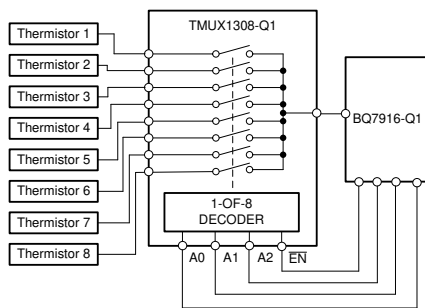 TMUX1308-Q1
Thermistor 1
Thermistor 2
Thermistor 3
Thermistor 4
Thermistor 5
Thermistor 6
Thermistor 7
Thermistor 8
BQ7916-Q1
1-OF-8
DECODER
A0 A1 A2 EN